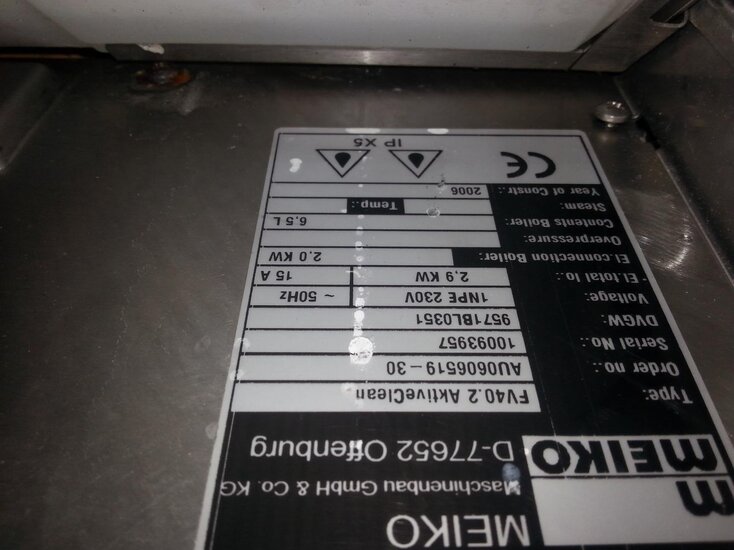 MEIKO
Maschinenbau GmbH & Co. KG
D-77652 Offenburg
m
MEIKO
Type: FV40.2 AktiveClean
Order no.: AU0606519-30
Serial No.: 10093957
DVGW: 9571BL0351
Voltage: 1NPE 230V ~ 50Hz
El.total lo.: 2,9 KW 15 A
El.connection Boiler: 2.0 KW
Overpressure:
Contents Boiler: 6,5 L
Steam: Temp.:
Year of Constr.: 2006
CE IP X5